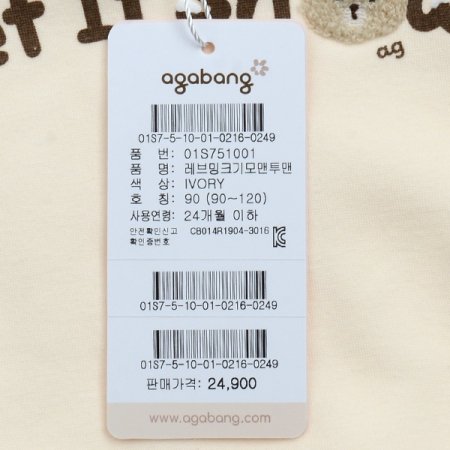 agabang
01S7-5-10-01-0216-0249
품 번: 01S751001
품 명: 레브밍크기모맨투맨
색 상: IVORY
호 칭: 90 (90~120)
사용연령: 24개월 이하
안전확인신고 CB014R1904-3016
확인증번호
01S7-5-10-01-0216-0249
01S7-5-10-01-0216-0249
판매가격: 24,900
www.agabang.com
ag